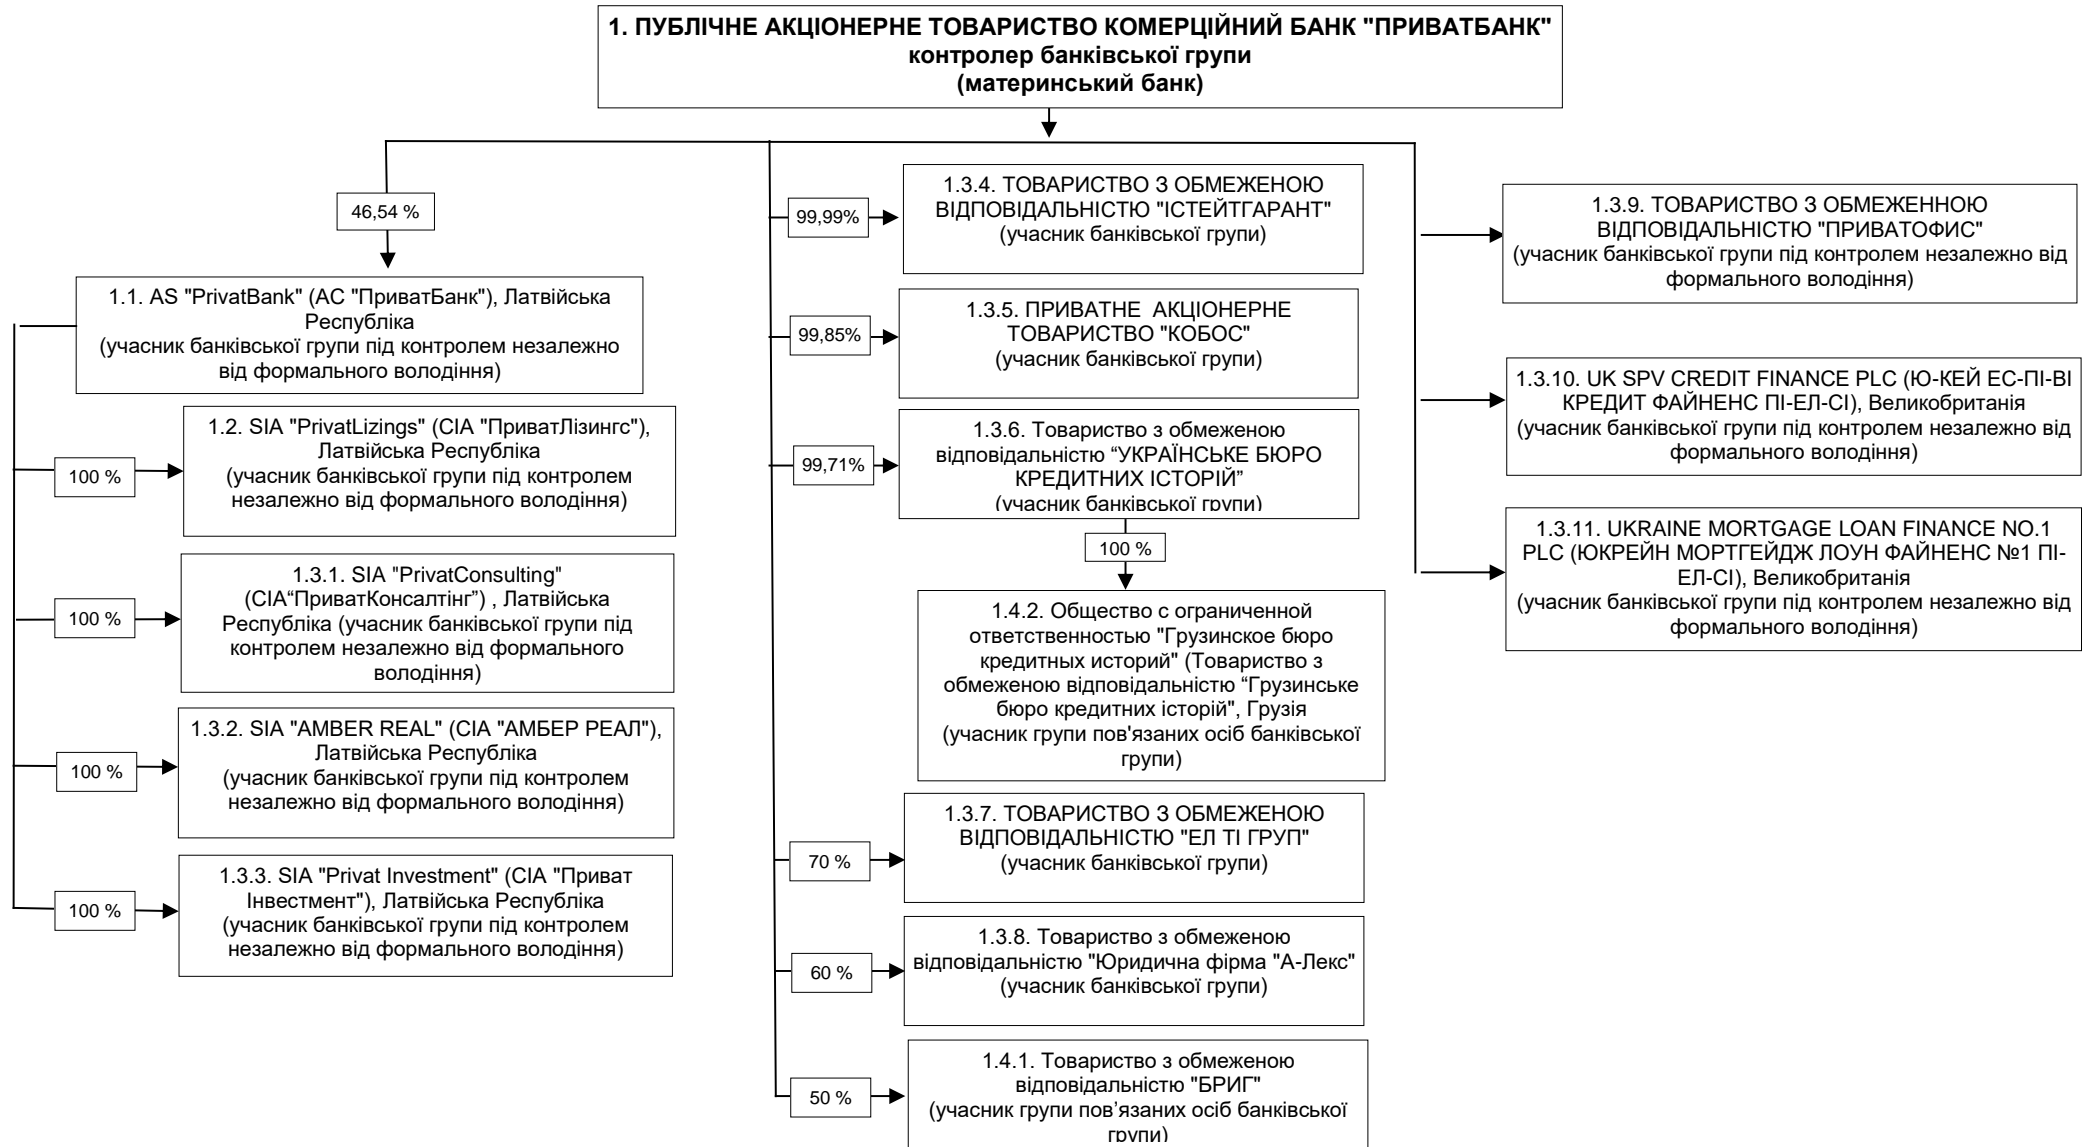 1. ПУБЛІЧНЕ АКЦІОНЕРНЕ ТОВАРИСТВО КОМЕРЦІЙНИЙ БАНК "ПРИВАТБАНК"
контролер банківської групи
(материнський банк)
46,54 %
1.1. AS "PrivatBank" (АС "ПриватБанк"), Латвійська
Республіка
(учасник банківської групи під контролем незалежно
від формального володіння)
100 %
1.2. SIA "PrivatLizings" (СІА "ПриватЛізингс"),
Латвійська Республіка
(учасник банківської групи під контролем
незалежно від формального володіння)
100 %
1.3.1. SIA "PrivatConsulting"
(СІА“ПриватКонсалтінг”) , Латвійська
Республіка (учасник банківської групи під
контролем незалежно від формального
володіння)
100 %
1.3.2. SIA "AMBER REAL" (СІА "АМБЕР РЕАЛ"),
Латвійська Республіка
(учасник банківської групи під контролем
незалежно від формального володіння)
100 %
1.3.3. SIA "Privat Investment" (СІА "Приват
Інвестмент"), Латвійська Республіка
(учасник банківської групи під контролем
незалежно від формального володіння)
99,99%
1.3.4. ТОВАРИСТВО З ОБМЕЖЕНОЮ
ВІДПОВІДАЛЬНІСТЮ "ІСТЕЙТГАРАНТ"
(учасник банківської групи)
99,85%
1.3.5. ПРИВАТНЕ АКЦІОНЕРНЕ
ТОВАРИСТВО "КОБОС"
(учасник банківської групи)
99,71%
1.3.6. Товариство з обмеженою
відповідальністю “УКРАЇНСЬКЕ БЮРО
КРЕДИТНИХ ІСТОРІЙ”
(учасник банківської групи)
100 %
1.4.2. Общество с ограниченной
ответственностью "Грузинское бюро
кредитных историй" (Товариство з
обмеженою відповідальністю “Грузинське
бюро кредитних історій", Грузія
(учасник групи пов'язаних осіб банківської
групи)
70 %
1.3.7. ТОВАРИСТВО З ОБМЕЖЕНОЮ
ВІДПОВІДАЛЬНІСТЮ "ЕЛ ТІ ГРУП"
(учасник банківської групи)
60 %
1.3.8. Товариство з обмеженою
відповідальністю "Юридична фірма "А-Лекс"
(учасник банківської групи)
50 %
1.4.1. Товариство з обмеженою
відповідальністю "БРИГ"
(учасник групи пов’язаних осіб банківської
групи)
1.3.9. ТОВАРИСТВО З ОБМЕЖЕННОЮ
ВІДПОВІДАЛЬНІСТЮ "ПРИВАТОФИС"
(учасник банківської групи під контролем незалежно від
формального володіння)
1.3.10. UK SPV CREDIT FINANCE PLC (Ю-КЕЙ ЕС-ПІ-ВІ
КРЕДИТ ФАЙНЕНС ПІ-ЕЛ-СІ), Великобританія
(учасник банківської групи під контролем незалежно від
формального володіння)
1.3.11. UKRAINE MORTGAGE LOAN FINANCE NO.1
PLC (ЮКРЕЙН МОРТГЕЙДЖ ЛОУН ФАЙНЕНС №1 ПІ-
ЕЛ-СІ), Великобританія
(учасник банківської групи під контролем незалежно від
формального володіння)